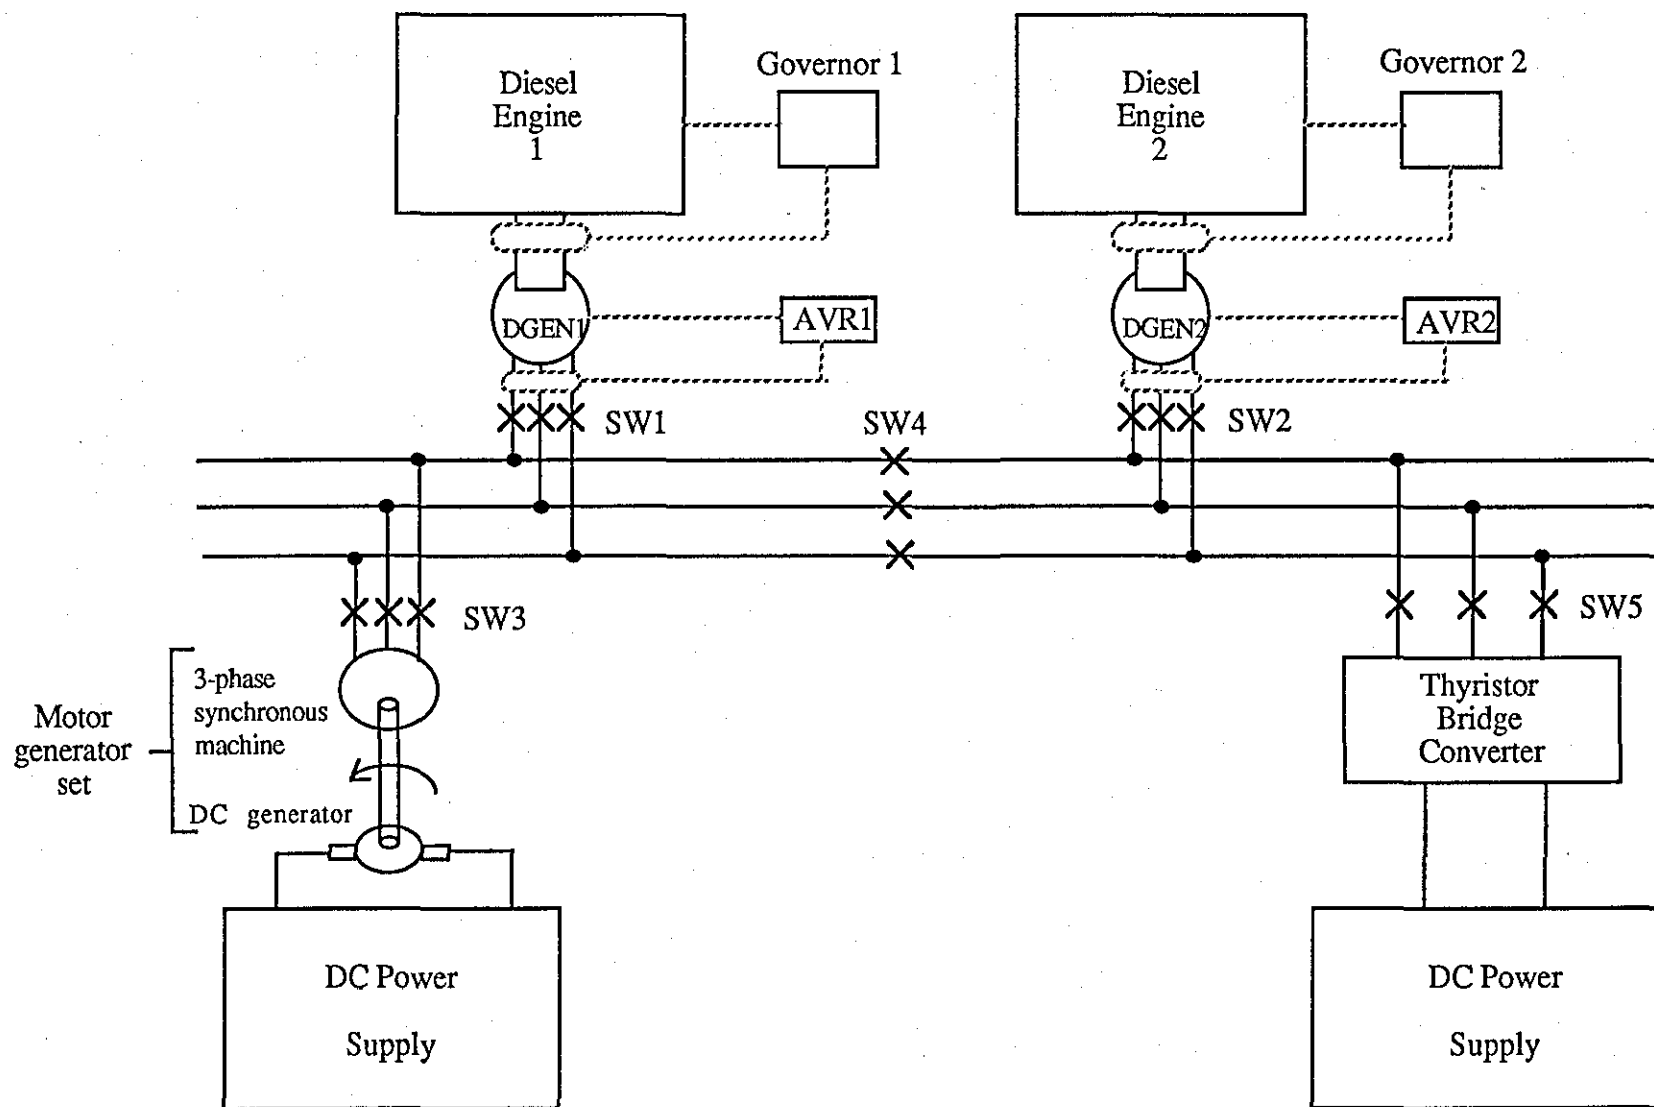 Diesel
Engine
1
Governor 1
Diesel
Engine
2
Governor 2
DGEN1
AVR1
DGEN2
AVR2
SW1
SW4
SW2
SW3
SW5
Motor
generator
set
3-phase
synchronous
machine
DC generator
Thyristor
Bridge
Converter
DC Power
Supply
DC Power
Supply